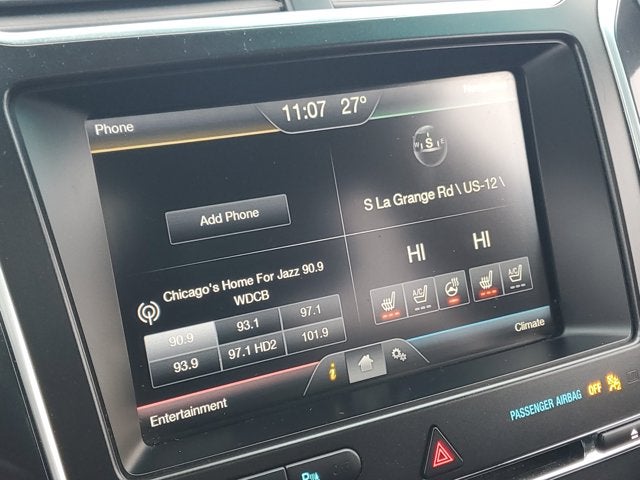 11:07 27°
Phone
Navigation
S
W E
Add Phone
S La Grange Rd \ US-12 \
HI HI
A/C A/C
Chicago's Home For Jazz 90.9
WDCB
90.9 93.1 97.1
93.9 97.1 HD2 101.9
i
Entertainment
Climate
PASSENGER AIRBAG OFF